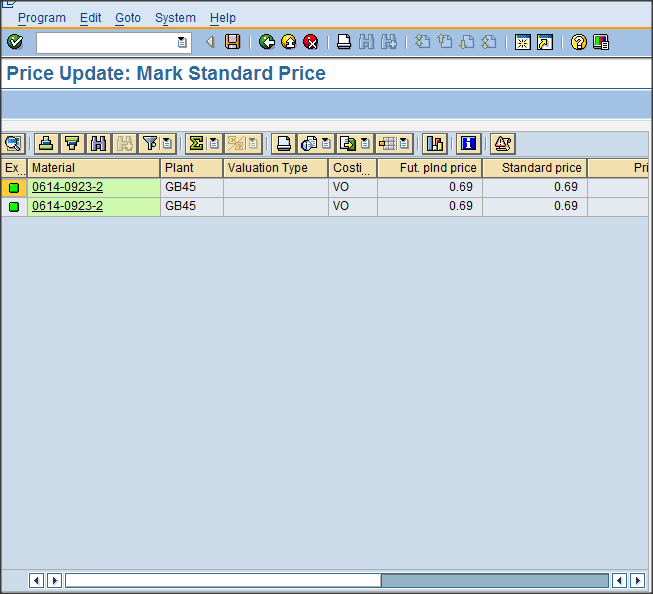 Program Edit Goto System Help
Price Update: Mark Standard Price
Ex... Material Plant Valuation Type Costi... Fut. plnd price Standard price Pri
0614-0923-2 GB45 VO 0.69 0.69
0614-0923-2 GB45 VO 0.69 0.69